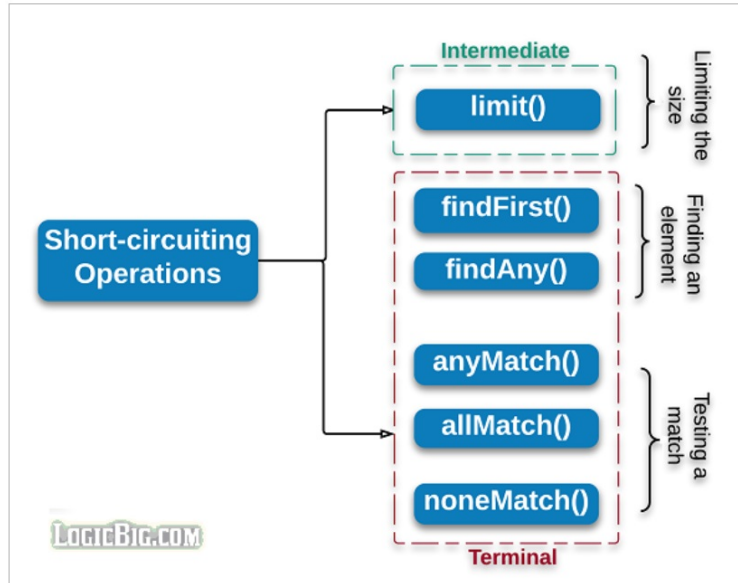 Intermediate
limit()
Limiting the
size
findFirst()
findAny()
Finding an
element
Short-circuiting
Operations
anyMatch()
allMatch()
noneMatch()
Testing a
match
Terminal
LogicBig.com